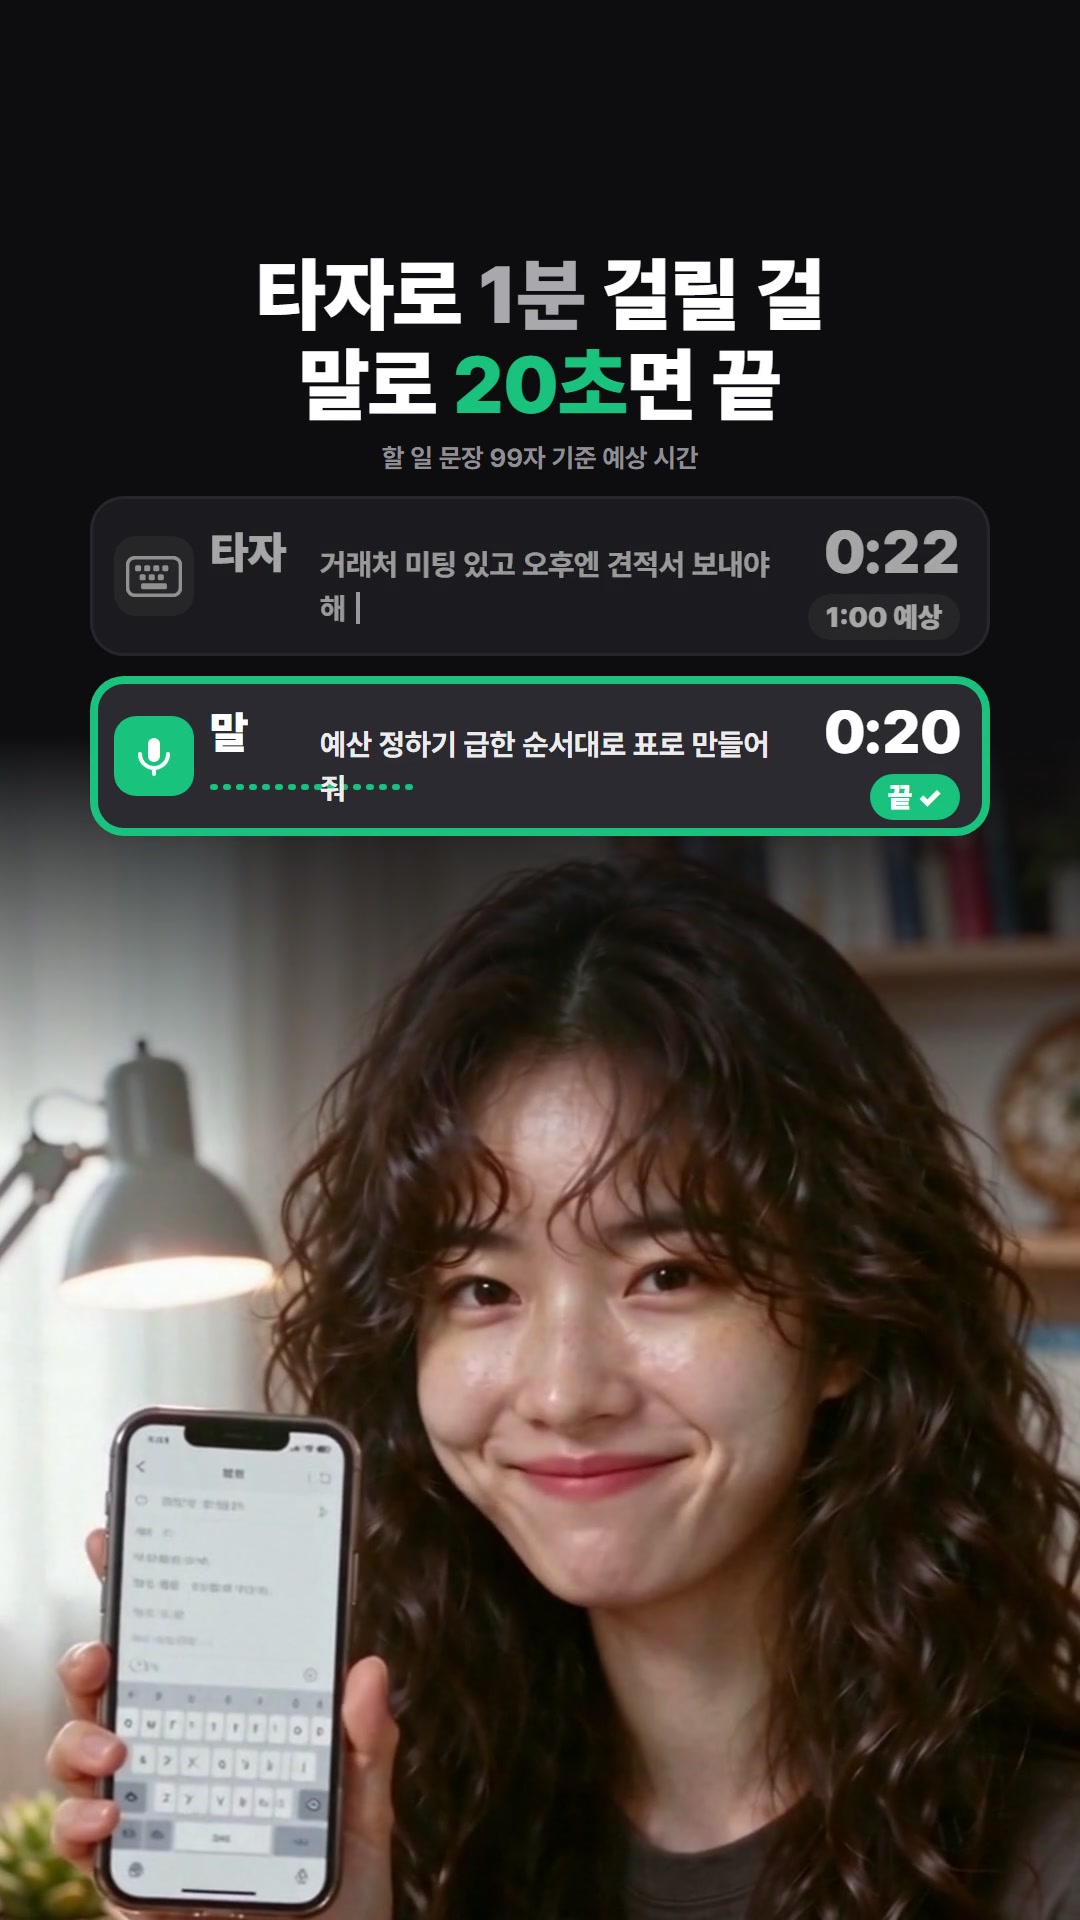 타자로 1분 걸릴 걸
말로 20초면 끝
할 일 문장 99자 기준 예상 시간
타자
거래처 미팅 있고 오후엔 견적서 보내야
해
0:22
1:00 예상
말
예산 정하기 급한 순서대로 표로 만들어
줘
0:20
끝